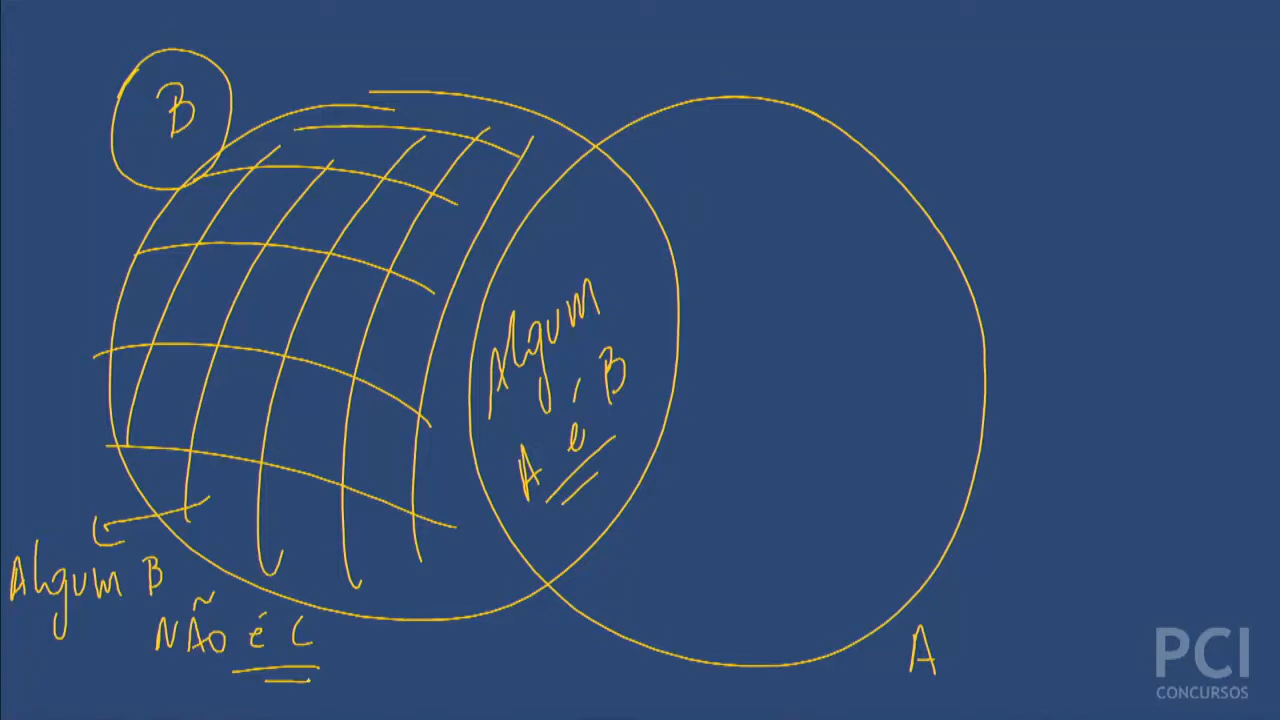 B
Algum
A é B
Algum B
NÃO é C
A
PCI
CONCURSOS